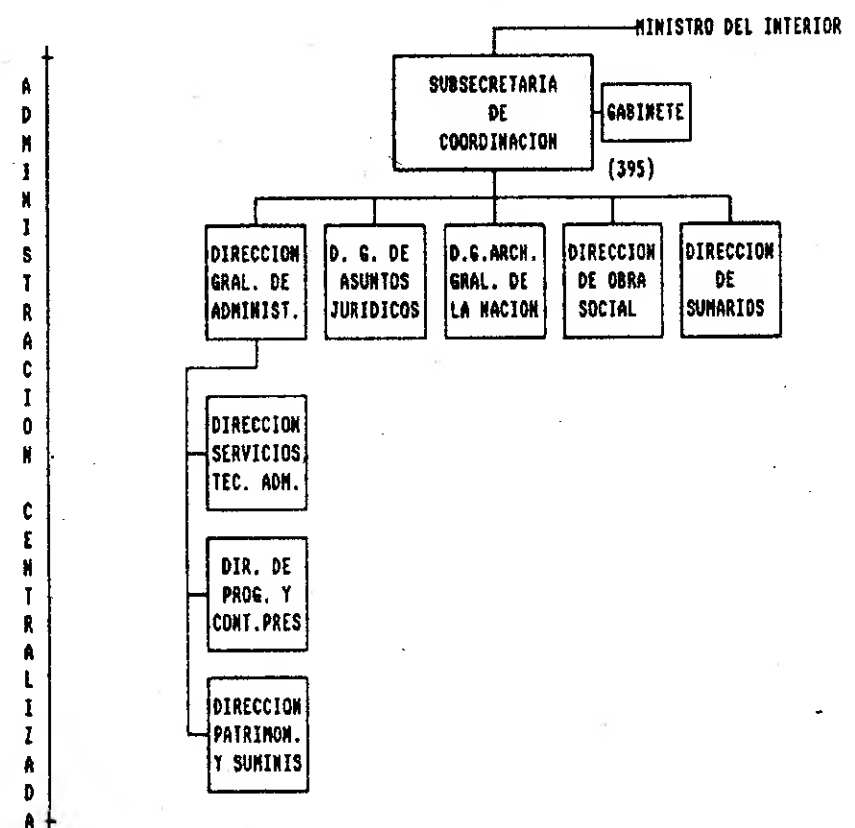 MINISTRO DEL INTERIOR
SUBSECRETARIA
DE
COORDINACION
GABINETE
(395)
DIRECCION
GRAL. DE
ADMINIST.
D. G. DE
ASUNTOS
JURIDICOS
D.G.ARCH.
GRAL. DE
LA NACION
DIRECCION
DE OBRA
SOCIAL
DIRECCION
DE
SUMARIOS
DIRECCION
SERVICIOS
TEC. ADM.
DIR. DE
PROG. Y
CONT.PRES
DIRECCION
PATRIMON.
Y SUMINIS
ADMINISTRACION CENTRALIZADA